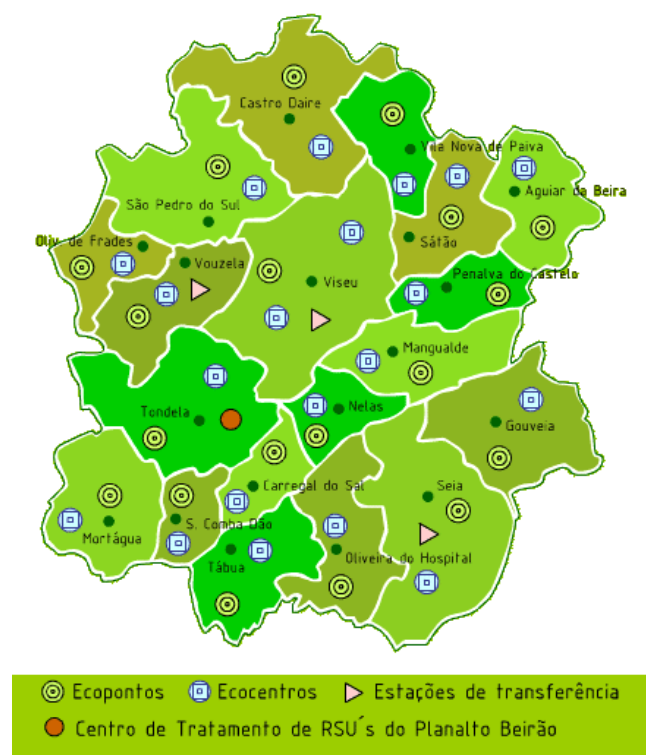 Castro Daire
Vila Nova de Paiva
Aguiar da Beira
São Pedro do Sul
Oliv. de Frades
Sátão
Vouzela
Viseu
Penalva do Castelo
Mangualde
Tondela
Nelas
Gouveia
Carregal do Sal
Seia
S. Comba Dão
Mortágua
Oliveira do Hospital
Tábua
Ecopontos Ecocentros Estações de transferência
Centro de Tratamento de RSU´s do Planalto Beirão